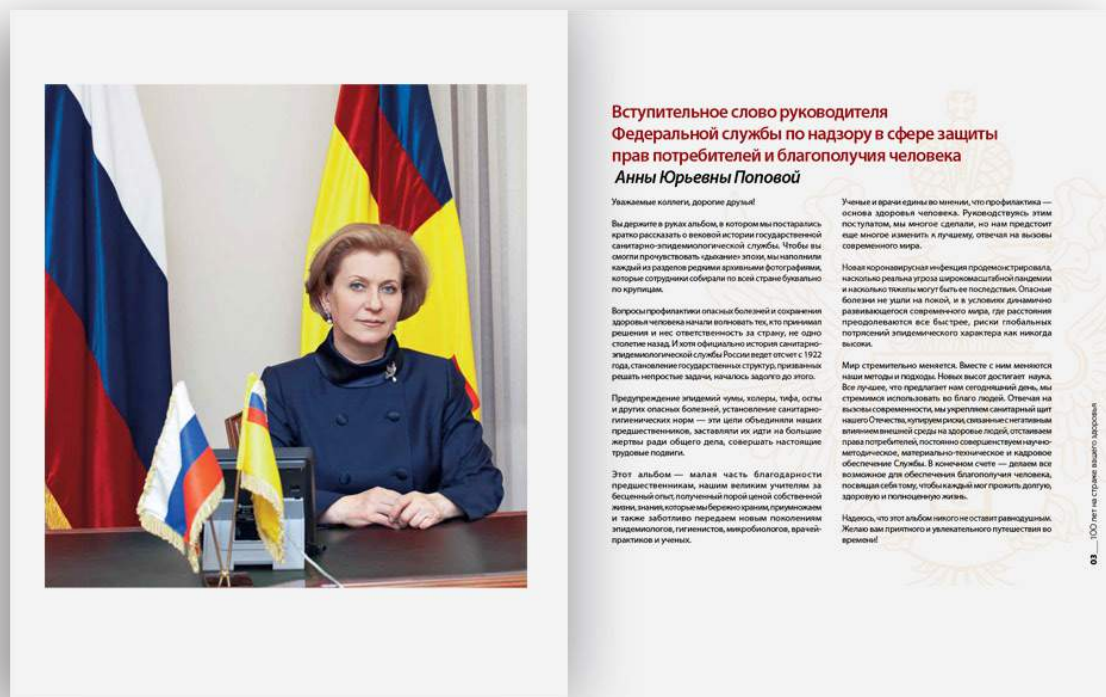 Вступительное слово руководителя
Федеральной службы по надзору в сфере защиты
прав потребителей и благополучия человека
Анны Юрьевны Поповой
Уважаемые коллеги, дорогие друзья!
Вы держите в руках альбом, в котором мы постарались
кратко рассказать о вековой истории государственной
санитарно-эпидемиологической службы. Чтобы вы
смогли прочувствовать «дыхание» эпохи, мы наполнили
каждый из разделов редкими архивными фотографиями,
которые сотрудники собирали по всей стране буквально
по крупицам.
Вопросы профилактики опасных болезней и сохранения
здоровья человека начали волновать тех, кто принимал
решения и нес ответственность за страну, не одно
столетие назад. И хотя официально история санитарно-
эпидемиологической службы России ведет отсчет с 1922
года, становление государственных структур, призванных
решать непростые задачи, началось задолго до этого.
Предупреждение эпидемий чумы, холеры, тифа, оспы
и других опасных болезней, установление санитарно-
гигиенических норм — эти цели объединяли наших
предшественников, заставляли их идти на большие
жертвы ради общего дела, совершать настоящие
трудовые подвиги.
Этот альбом — малая часть благодарности
предшественникам, нашим великим учителям за
бесценный опыт, полученный порой ценой собственной
жизни, знания, которые мы бережно храним, приумножаем
и также заботливо передаем новым поколениям
эпидемиологов, гигиенистов, микробиологов, врачей-
практиков и ученых.
Ученые и врачи едины во мнении, что профилактика —
основа здоровья человека. Руководствуясь этим
постулатом, мы многое сделали, но нам предстоит
еще многое изменить к лучшему, отвечая на вызовы
современного мира.
Новая коронавирусная инфекция продемонстрировала,
насколько реальна угроза широкомасштабной пандемии
и насколько тяжелы могут быть ее последствия. Опасные
болезни не ушли на покой, и в условиях динамично
развивающегося современного мира, где расстояния
преодолеваются все быстрее, риски глобальных
потрясений эпидемического характера как никогда
высоки.
Мир стремительно меняется. Вместе с ним меняются
наши методы и подходы. Новых высот достигает наука.
Все лучшее, что предлагает нам сегодняшний день, мы
стремимся использовать во благо людей. Отвечая на
вызовы современности, мы укрепляем санитарный щит
нашего Отечества, купируем риски, связанные с негативным
влиянием внешней среды на здоровье людей, отстаиваем
права потребителей, постоянно совершенствуем научно-
методическое, материально-техническое и кадровое
обеспечение Службы. В конечном счете — делаем все
возможное для обеспечения благополучия человека,
посвящая себя тому, чтобы каждый мог прожить долгую,
здоровую и полноценную жизнь.
Надеюсь, что этот альбом никого не оставит равнодушным.
Желаю вам приятного и увлекательного путешествия во
времени!
03 ___ 100 лет на страже вашего здоровья